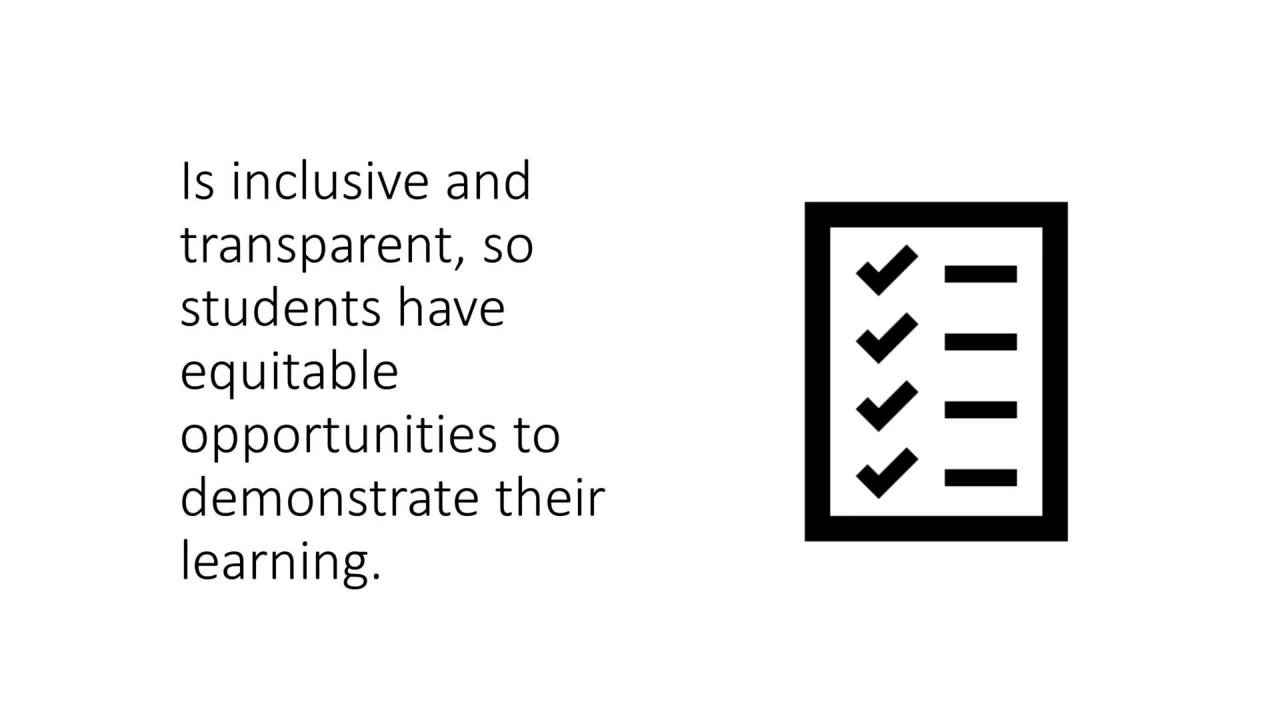 Is inclusive and
transparent, so
students have
equitable
opportunities to
demonstrate their
learning.